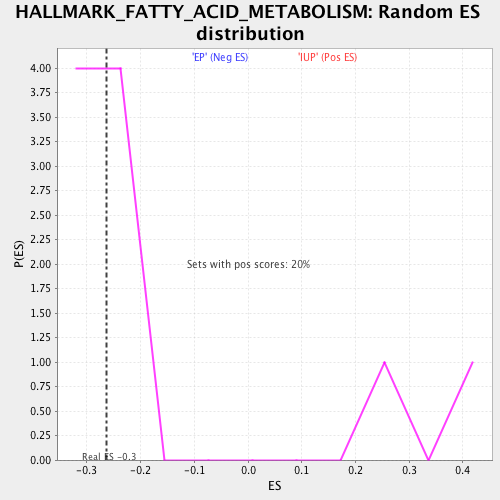 HALLMARK_FATTY_ACID_METABOLISM: Random ES
distribution
'EP' (Neg ES) 'IUP' (Pos ES)
4.00
3.75
3.50
3.25
3.00
2.75
2.50
2.25
2.00
1.75
1.50
1.25
1.00
0.75
0.50
0.25
0.00
P(ES)
Sets with pos scores: 20%
Real ES -0.3
-0.3 -0.2 -0.1 0.0 0.1 0.2 0.3 0.4
ES